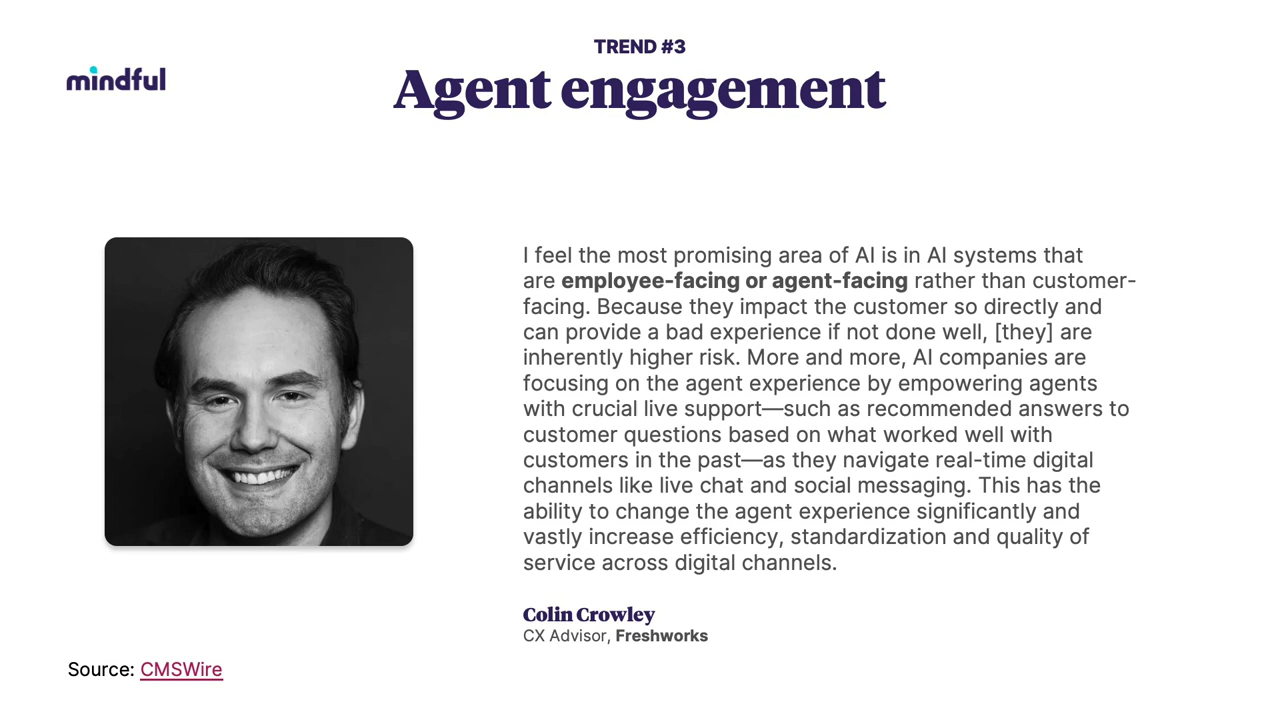 TREND #3
mindful
Agent engagement
I feel the most promising area of AI is in AI systems that
are employee-facing or agent-facing rather than customer-
facing. Because they impact the customer so directly and
can provide a bad experience if not done well, [they] are
inherently higher risk. More and more, AI companies are
focusing on the agent experience by empowering agents
with crucial live support—such as recommended answers to
customer questions based on what worked well with
customers in the past—as they navigate real-time digital
channels like live chat and social messaging. This has the
ability to change the agent experience significantly and
vastly increase efficiency, standardization and quality of
service across digital channels.
Colin Crowley
CX Advisor, Freshworks
Source: CMSWire